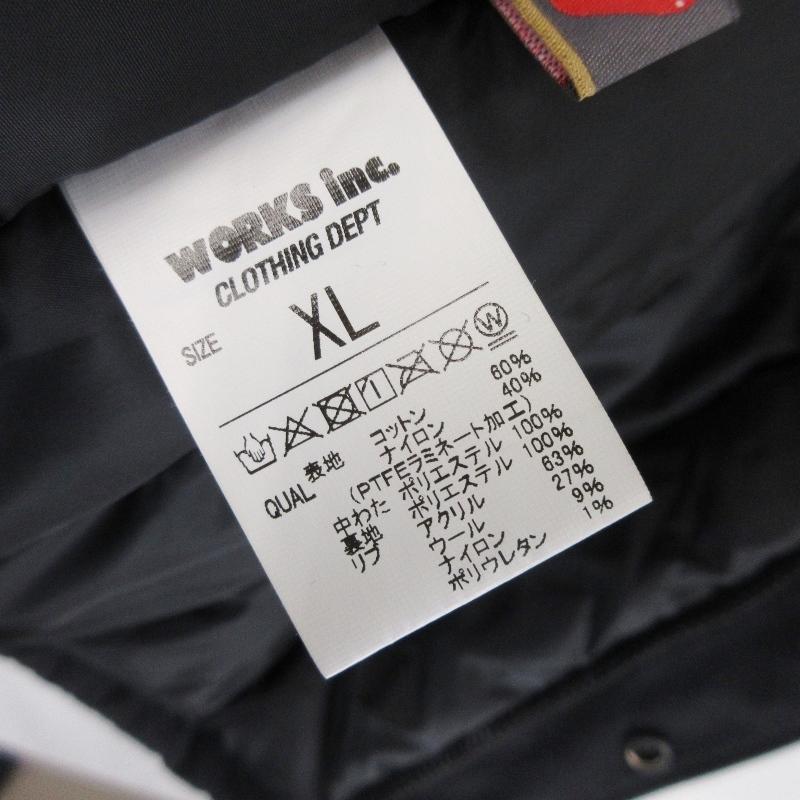 WORKS inc.
CLOTHING DEPT
SIZE XL
W
QUAL 表地 コットン 60%
ナイロン 40%
(PTFEラミネート加工)
中わた ポリエステル 100%
裏地 ポリエステル 100%
リブ アクリル 63%
ウール 27%
ナイロン 9%
ポリウレタン 1%